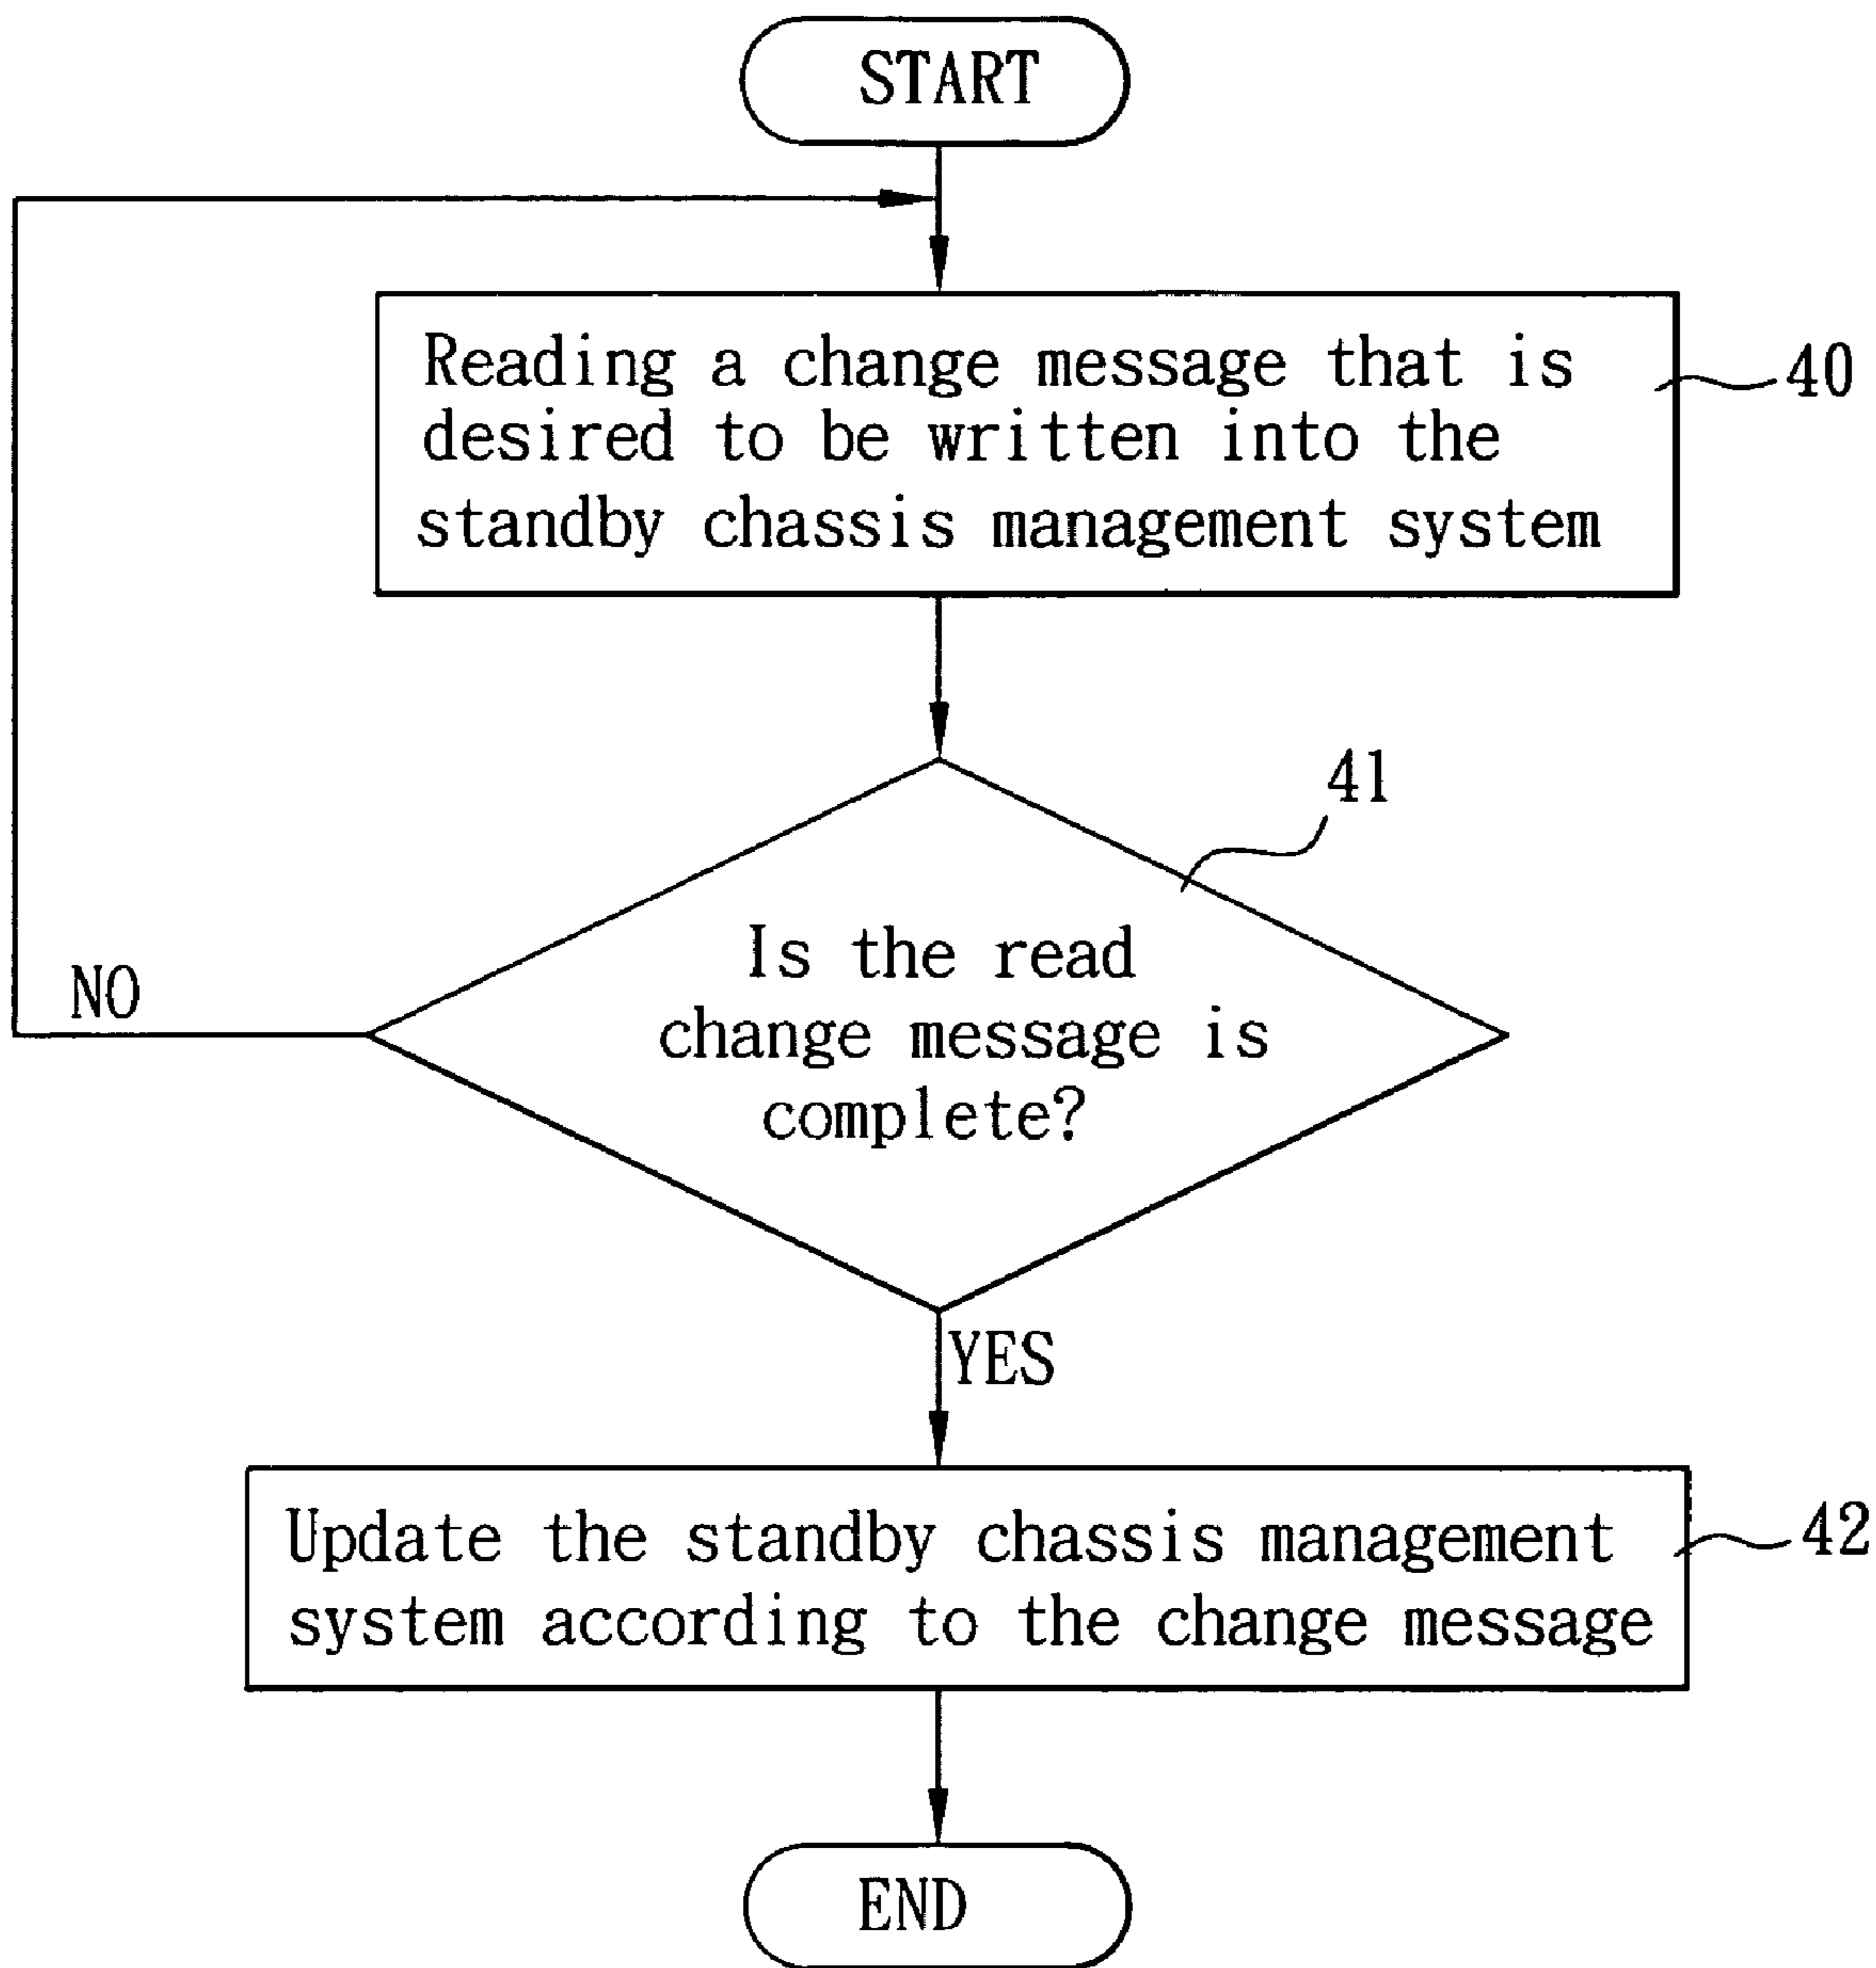 START
Reading a change message that is
desired to be written into the
standby chassis management system
40
41
Is the read
change message is
complete?
NO
YES
Update the standby chassis management
system according to the change message
42
END